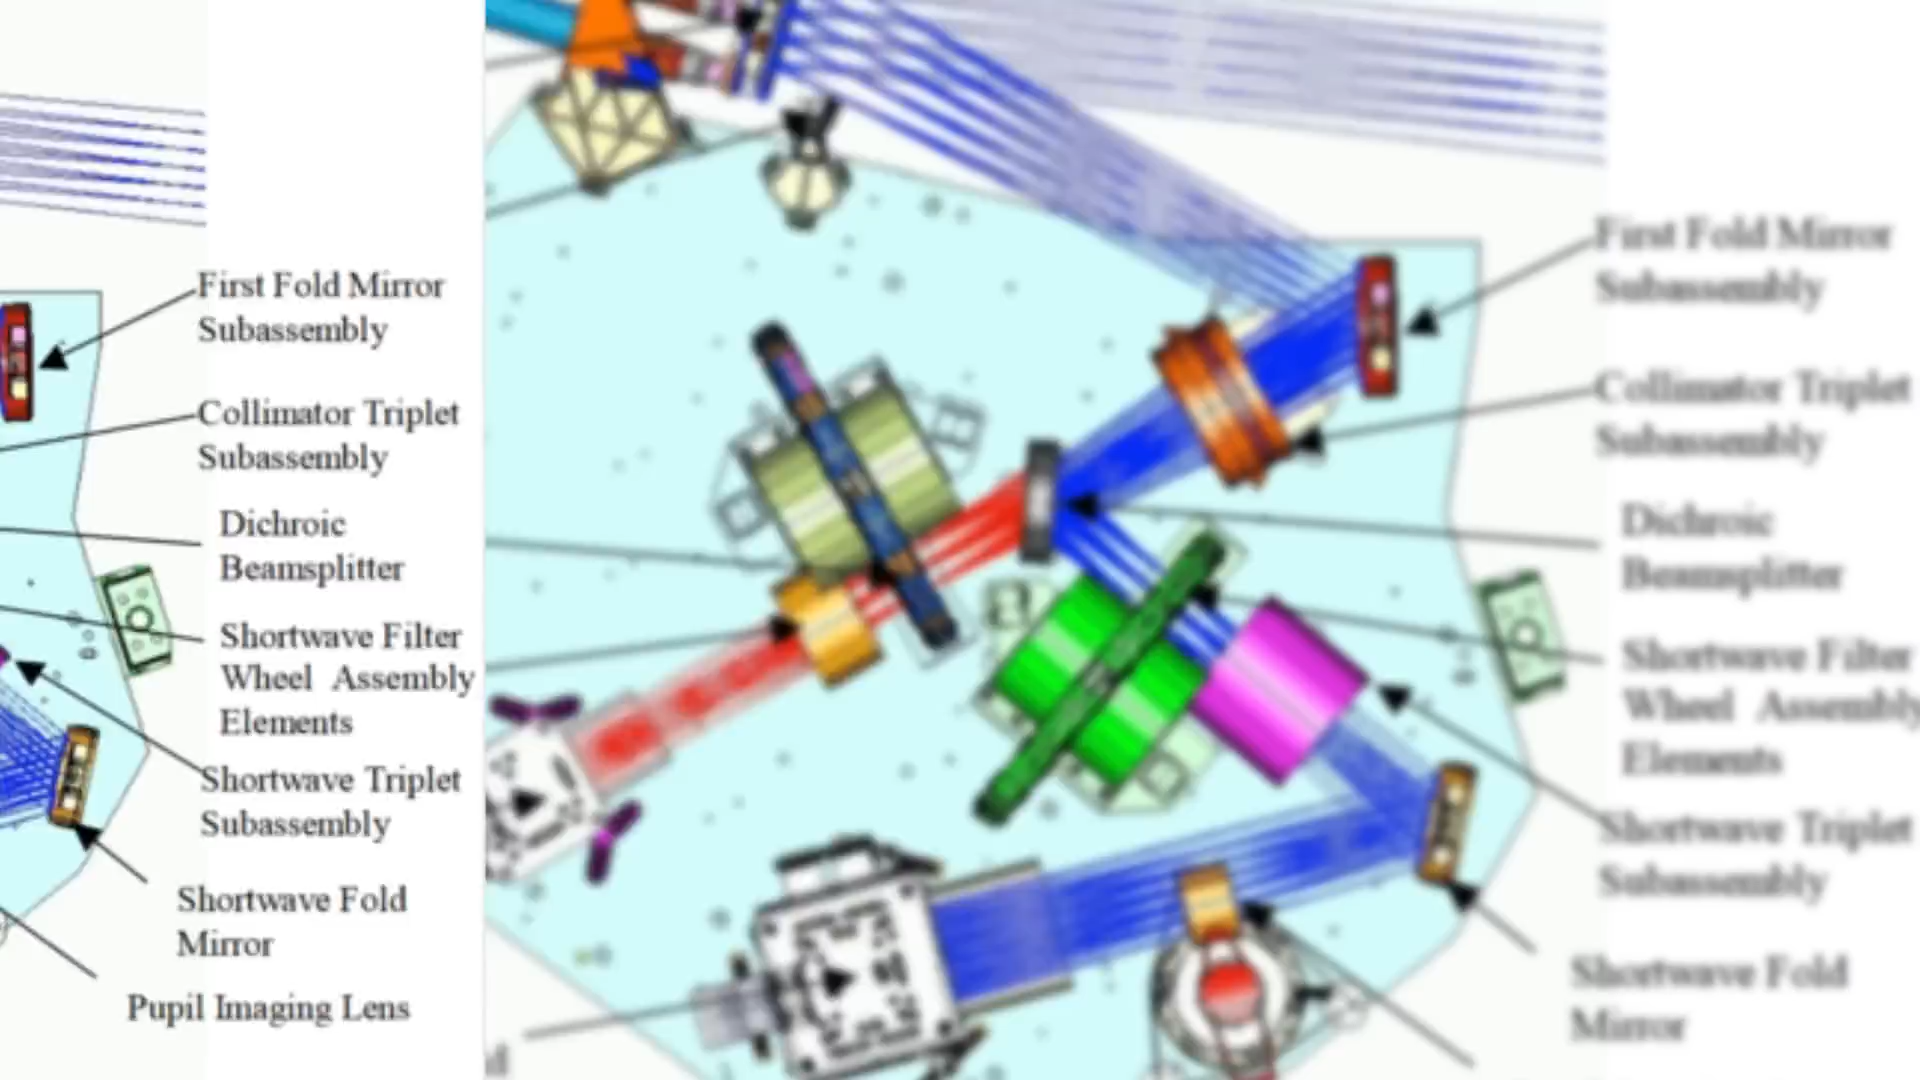 First Fold Mirror
Subassembly
Collimator Triplet
Subassembly
Dichroic
Beamsplitter
Shortwave Filter
Wheel Assembly
Elements
Shortwave Triplet
Subassembly
Shortwave Fold
Mirror
Pupil Imaging Lens
First Fold Mirror
Subassembly
Collimator Triplet
Subassembly
Dichroic
Beamsplitter
Shortwave Filter
Wheel Assembly
Elements
Shortwave Triplet
Subassembly
Shortwave Fold
Mirror